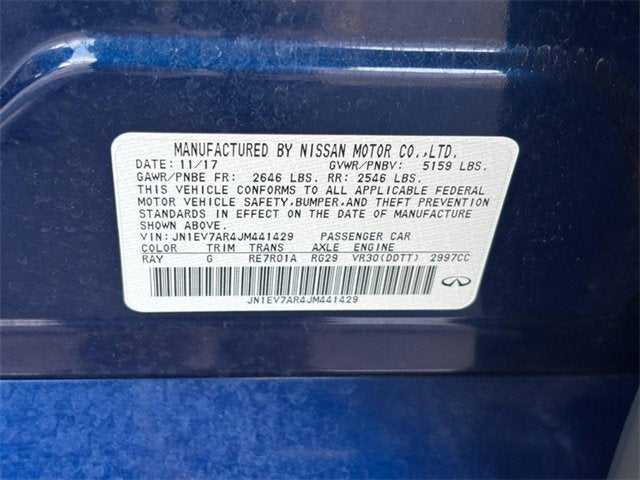 MANUFACTURED BY NISSAN MOTOR CO.,LTD.
DATE: 11/17 GVWR/PNBV: 5159 LBS.
GAWR/PNBE FR: 2646 LBS. RR: 2546 LBS.
THIS VEHICLE CONFORMS TO ALL APPLICABLE FEDERAL
MOTOR VEHICLE SAFETY,BUMPER,AND THEFT PREVENTION
STANDARDS IN EFFECT ON THE DATE OF MANUFACTURE
SHOWN ABOVE.
VIN: JN1EV7AR4JM441429 PASSENGER CAR
COLOR TRIM TRANS AXLE ENGINE
RAY G RE7R01A RG29 VR30(DDTT) 2997CC
JN1EV7AR4JM441429